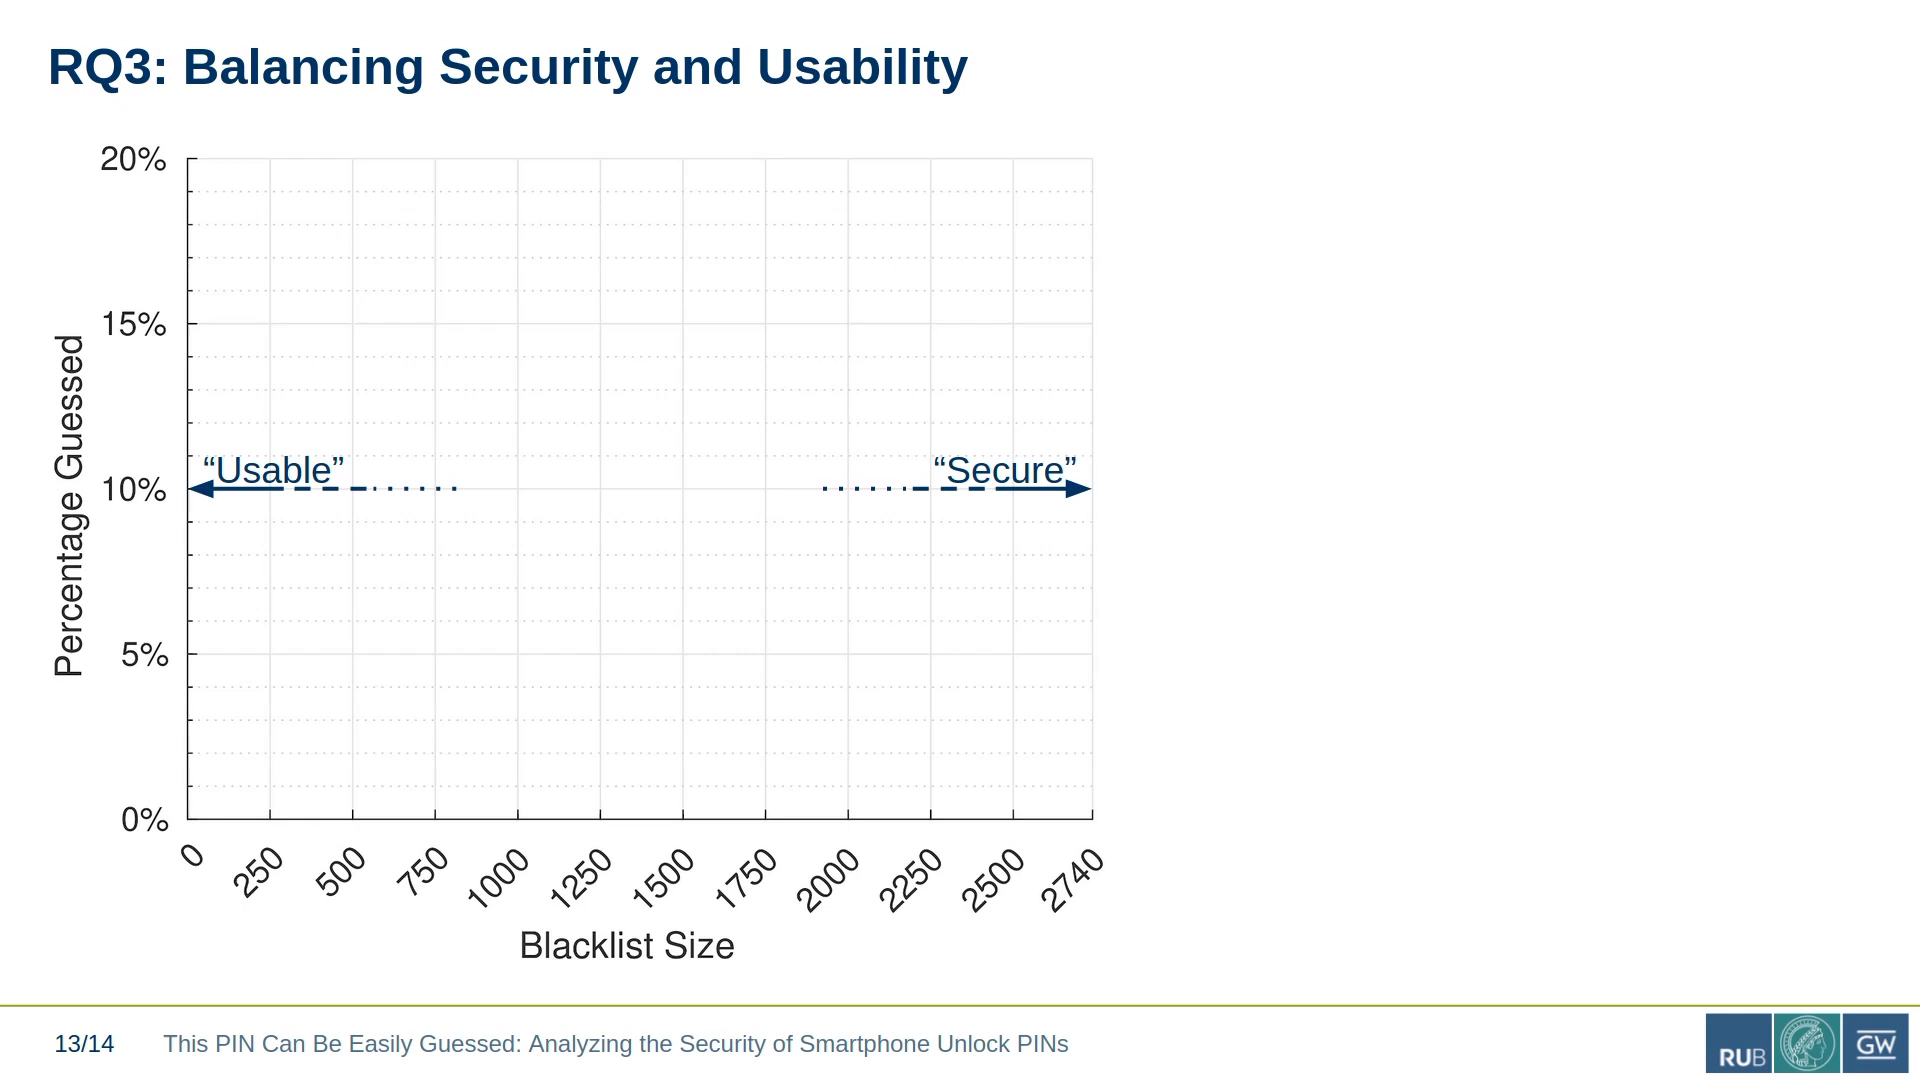 RQ3: Balancing Security and Usability
20%
15%
10%
5%
0%
Percentage Guessed
“Usable”
“Secure”
0
250
500
750
1000
1250
1500
1750
2000
2250
2500
2740
Blacklist Size
13/14
This PIN Can Be Easily Guessed: Analyzing the Security of Smartphone Unlock PINs
RUB
GW